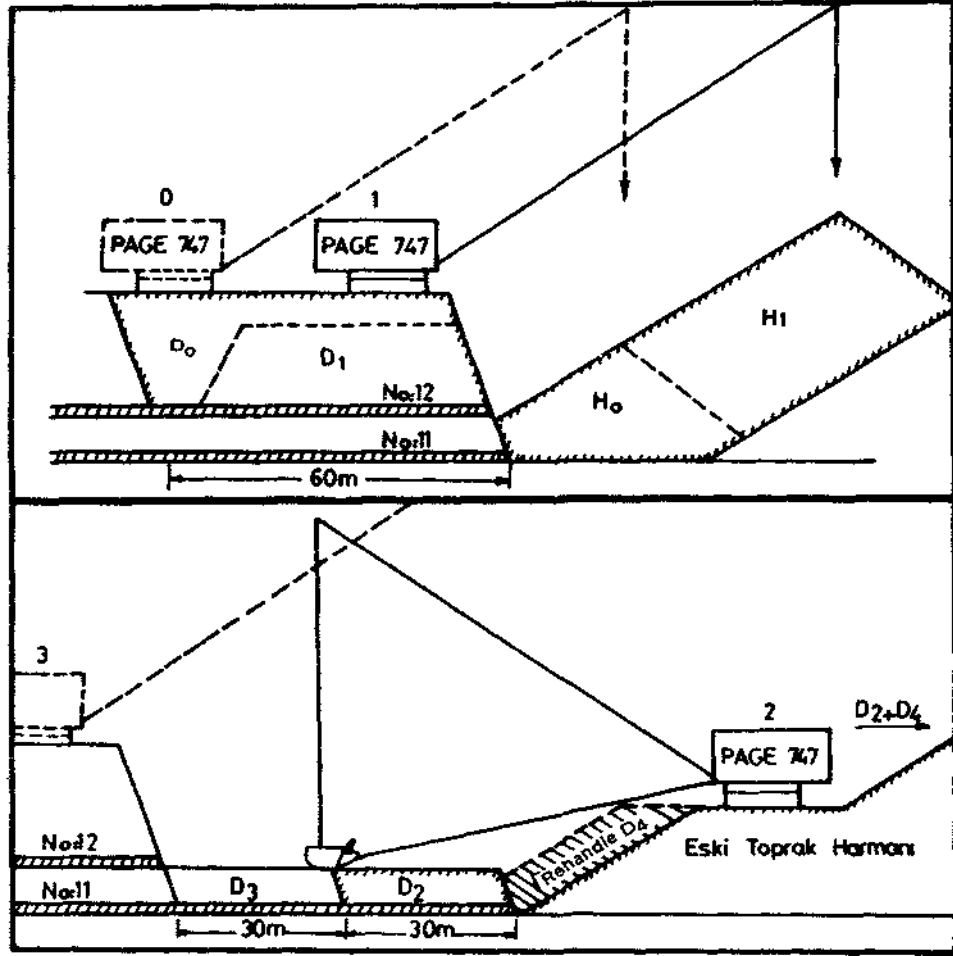 0
1
PAGE 747
PAGE 747
D0
D1
H1
H0
No:12
No:11
60m
3
2
D2+D4
PAGE 747
No:12
No:11
D3
D2
Rehandle D4
Eski Toprak Harmanı
30m
30m